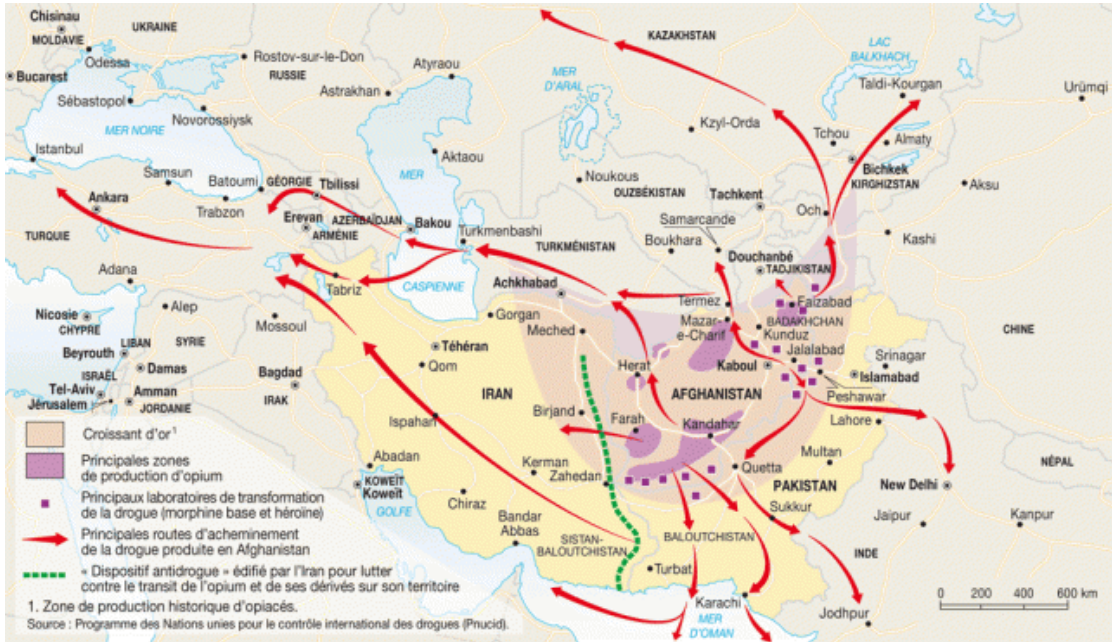 Chisinau
MOLDAVIE
UKRAINE
Odessa
Bucarest
Rostov-sur-le-Don
RUSSIE
Atyraou
Astrakhan
Sébastopol
Novorossiysk
MER NOIRE
Istanbul
Samsun
Batoumi
GÉORGIE
Tbilissi
Trabzon
Ankara
Erevan
ARMÉNIE
AZERBAÏDJAN
Bakou
TURQUIE
MER
CASPIENNE
Aktaou
Turkmenbashi
KAZAKHSTAN
MER
D'ARAL
LAC
BALKHACH
Taldi-Kourgan
Urümqi
Kzyl-Orda
Tchou
Almaty
Bichkek
KIRGHIZSTAN
Noukous
OUZBÉKISTAN
Tachkent
Aksu
Och
Samarcande
Boukhara
Kashi
TURKMÉNISTAN
Douchanbé
TADJIKISTAN
Achkhabad
Termez
Faïzabad
BADAKHCHAN
CHINE
Adana
Tabriz
Gorgan
Meched
Mazar-
e-Charif
Kunduz
Jalalabad
Srinagar
Nicosie
CHYPRE
Alep
Mossoul
Téhéran
Herat
Kaboul
Islamabad
Peshawar
LIBAN
SYRIE
Beyrouth
Damas
Qom
IRAN
AFGHANISTAN
ISRAËL
Tel-Aviv
Amman
Jérusalem
JORDANIE
Bagdad
IRAK
Ispahan
Birjand
Farah
Kandahar
Lahore
Abadan
Kerman
Zahedan
Quetta
Multan
PAKISTAN
NÉPAL
New Delhi
KOWEÏT
Koweït
GOLFE
Chiraz
Bandar
Abbas
SISTAN-
BALOUTCHISTAN
BALOUTCHISTAN
Sukkur
Jaipur
Kanpur
INDE
Turbat
Karachi
MER
D'OMAN
Jodhpur
0 200 400 600 km
Croissant d'or 1
Principales zones
de production d'opium
Principaux laboratoires de transformation
de la drogue (morphine base et héroïne)
Principales routes d'acheminement
de la drogue produite en Afghanistan
« Dispositif antidrogue » édifié par l'Iran pour lutter
contre le transit de l'opium et de ses dérivés sur son territoire
1. Zone de production historique d'opiacés.
Source : Programme des Nations unies pour le contrôle international des drogues (Pnucid).